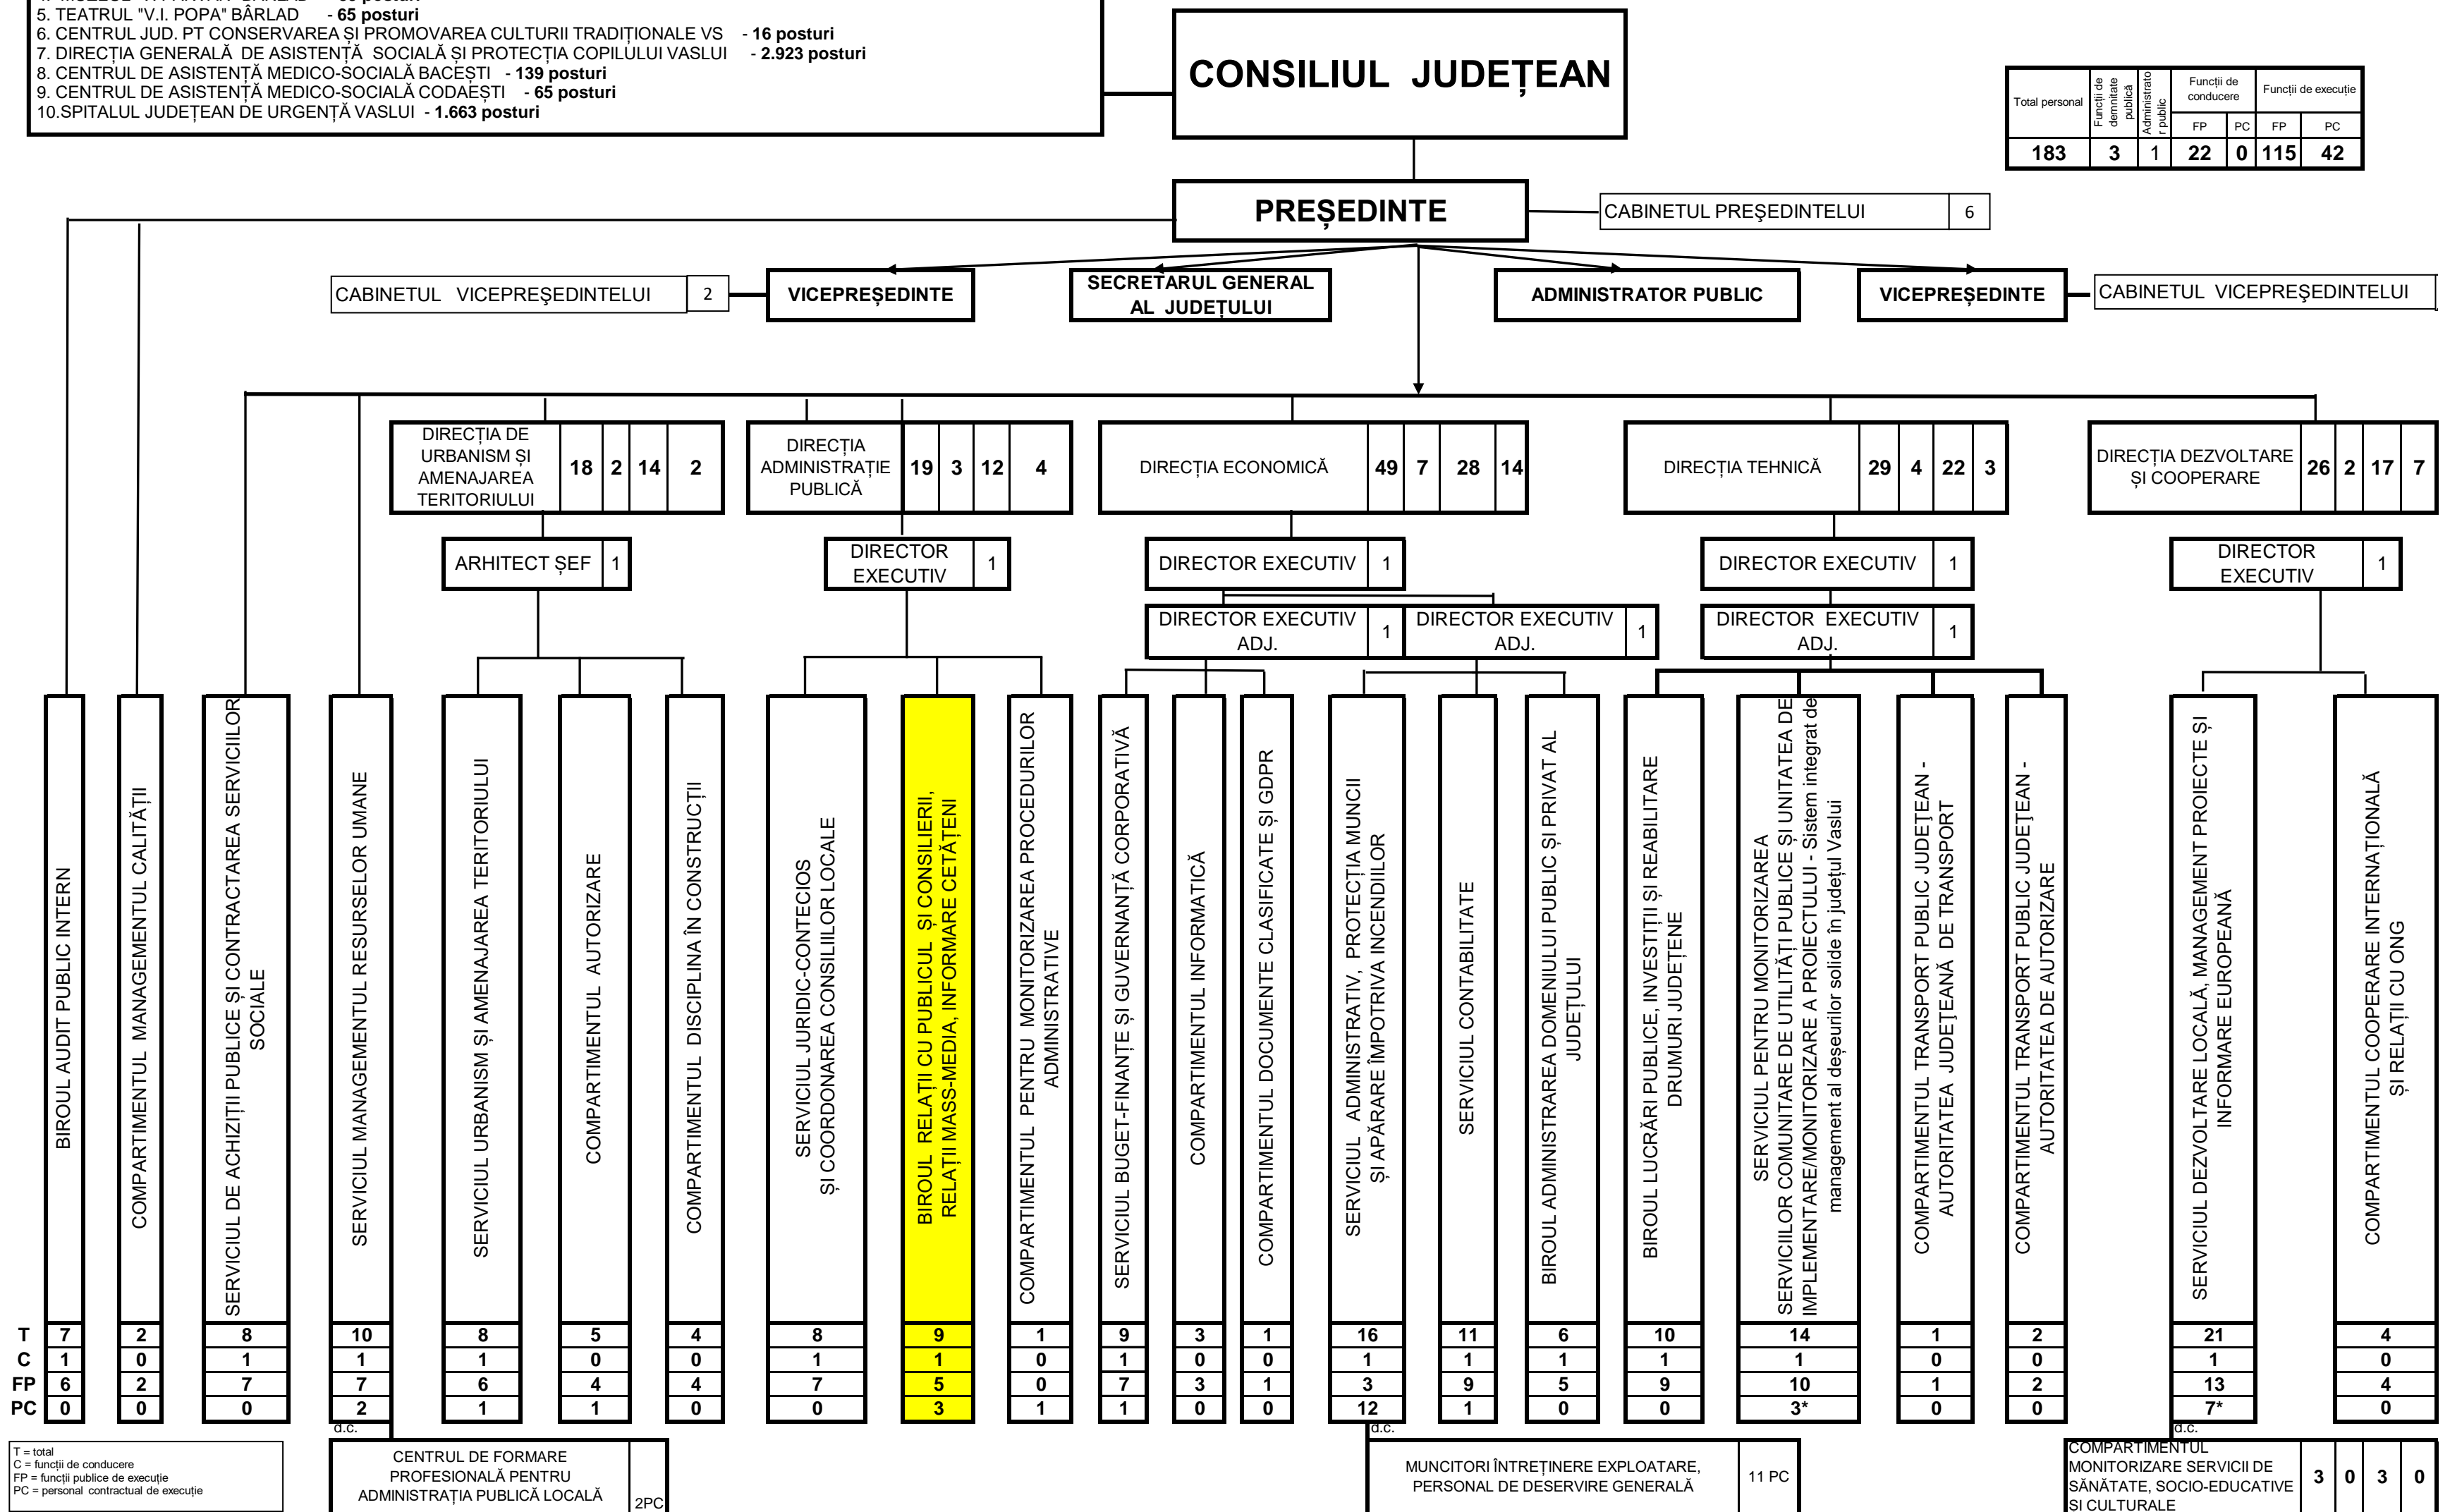 5. TEATRUL "V.I. POPA" BÂRLAD - 65 posturi
6. CENTRUL JUD. PT CONSERVAREA ȘI PROMOVAREA CULTURII TRADIȚIONALE VS - 16 posturi
7. DIRECȚIA GENERALĂ DE ASISTENȚĂ SOCIALĂ ȘI PROTECȚIA COPILULUI VASLUI - 2.923 posturi
8. CENTRUL DE ASISTENȚĂ MEDICO-SOCIALĂ BACEȘTI - 139 posturi
9. CENTRUL DE ASISTENȚĂ MEDICO-SOCIALĂ CODAEȘTI - 65 posturi
10.SPITALUL JUDEȚEAN DE URGENȚĂ VASLUI - 1.663 posturi
CONSILIUL JUDEȚEAN
Total personal
Funcții de
demnitate
publică
Administrato
r public
Funcții de
conducere
Funcții de execuție
FP PC FP PC
183 3 1 22 0 115 42
PREȘEDINTE
CABINETUL PREŞEDINTELUI 6
CABINETUL VICEPREŞEDINTELUI 2
VICEPREȘEDINTE
SECRETARUL GENERAL
AL JUDEȚULUI
ADMINISTRATOR PUBLIC
VICEPREȘEDINTE
CABINETUL VICEPREŞEDINTELUI
DIRECȚIA DE
URBANISM ȘI
AMENAJAREA
TERITORIULUI
18 2 14 2
DIRECȚIA
ADMINISTRAȚIE
PUBLICĂ
19 3 12 4
DIRECȚIA ECONOMICĂ 49 7 28 14
DIRECȚIA TEHNICĂ 29 4 22 3
DIRECȚIA DEZVOLTARE
ȘI COOPERARE
26 2 17 7
ARHITECT ȘEF 1
DIRECTOR
EXECUTIV
1
DIRECTOR EXECUTIV 1
DIRECTOR EXECUTIV 1
DIRECTOR
EXECUTIV
1
DIRECTOR EXECUTIV
ADJ.
1
DIRECTOR EXECUTIV
ADJ.
1
DIRECTOR EXECUTIV
ADJ.
1
BIROUL AUDIT PUBLIC INTERN
COMPARTIMENTUL MANAGEMENTUL CALITĂȚII
SERVICIUL DE ACHIZIȚII PUBLICE ȘI CONTRACTAREA SERVICIILOR
SOCIALE
SERVICIUL MANAGEMENTUL RESURSELOR UMANE
SERVICIUL URBANISM ȘI AMENAJAREA TERITORIULUI
COMPARTIMENTUL AUTORIZARE
COMPARTIMENTUL DISCIPLINA ÎN CONSTRUCȚII
SERVICIUL JURIDIC-CONTECIOS
ȘI COORDONAREA CONSILIILOR LOCALE
BIROUL RELAȚII CU PUBLICUL ȘI CONSILIERII,
RELAȚII MASS-MEDIA, INFORMARE CETĂȚENI
COMPARTIMENTUL PENTRU MONITORIZAREA PROCEDURILOR
ADMINISTRATIVE
SERVICIUL BUGET-FINANȚE ȘI GUVERNANȚĂ CORPORATIVĂ
COMPARTIMENTUL INFORMATICĂ
COMPARTIMENTUL DOCUMENTE CLASIFICATE ȘI GDPR
SERVICIUL ADMINISTRATIV, PROTECȚIA MUNCII
ȘI APĂRARE ÎMPOTRIVA INCENDIILOR
SERVICIUL CONTABILITATE
BIROUL ADMINISTRAREA DOMENIULUI PUBLIC ȘI PRIVAT AL
JUDEȚULUI
BIROUL LUCRĂRI PUBLICE, INVESTIȚII ȘI REABILITARE
DRUMURI JUDEȚENE
SERVICIUL PENTRU MONITORIZAREA
SERVICIILOR COMUNITARE DE UTILITĂȚI PUBLICE ȘI UNITATEA DE
IMPLEMENTARE/MONITORIZARE A PROIECTULUI - Sistem integrat de
management al deșeurilor solide în județul Vaslui
COMPARTIMENTUL TRANSPORT PUBLIC JUDEŢEAN -
AUTORITATEA JUDEŢEANĂ DE TRANSPORT
COMPARTIMENTUL TRANSPORT PUBLIC JUDEŢEAN -
AUTORITATEA DE AUTORIZARE
SERVICIUL DEZVOLTARE LOCALĂ, MANAGEMENT PROIECTE ȘI
INFORMARE EUROPEANĂ
COMPARTIMENTUL COOPERARE INTERNAȚIONALĂ
ȘI RELAȚII CU ONG
T 7 2 8 10 8 5 4 8 9 1 9 3 1 16 11 6 10 14 1 2 21 4
C 1 0 1 1 1 0 0 1 1 0 1 0 0 1 1 1 1 1 0 0 1 0
FP 6 2 7 7 6 4 4 7 5 0 7 3 1 3 9 5 9 10 1 2 13 4
PC 0 0 0 2 1 1 0 0 3 1 1 0 0 12 1 0 0 3* 0 0 7* 0
d.c. d.c. d.c.
T = total
C = funcții de conducere
FP = funcții publice de execuție
PC = personal contractual de execuție
CENTRUL DE FORMARE
PROFESIONALĂ PENTRU
ADMINISTRAȚIA PUBLICĂ LOCALĂ
2PC
MUNCITORI ÎNTREȚINERE EXPLOATARE,
PERSONAL DE DESERVIRE GENERALĂ
11 PC
COMPARTIMENTUL
MONITORIZARE SERVICII DE
SĂNĂTATE, SOCIO-EDUCATIVE
ȘI CULTURALE
3 0 3 0